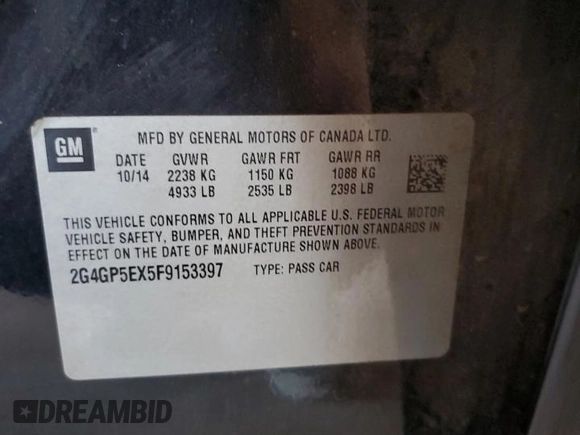 GM ® MFD BY GENERAL MOTORS OF CANADA LTD.
DATE GVWR GAWR FRT GAWR RR
10/14 2238 KG 1150 KG 1088 KG
4933 LB 2535 LB 2398 LB
THIS VEHICLE CONFORMS TO ALL APPLICABLE U.S. FEDERAL MOTOR
VEHICLE SAFETY, BUMPER, AND THEFT PREVENTION STANDARDS IN
EFFECT ON THE DATE OF MANUFACTURE SHOWN ABOVE.
2G4GP5EX5F9153397 TYPE: PASS CAR
DREAMBID